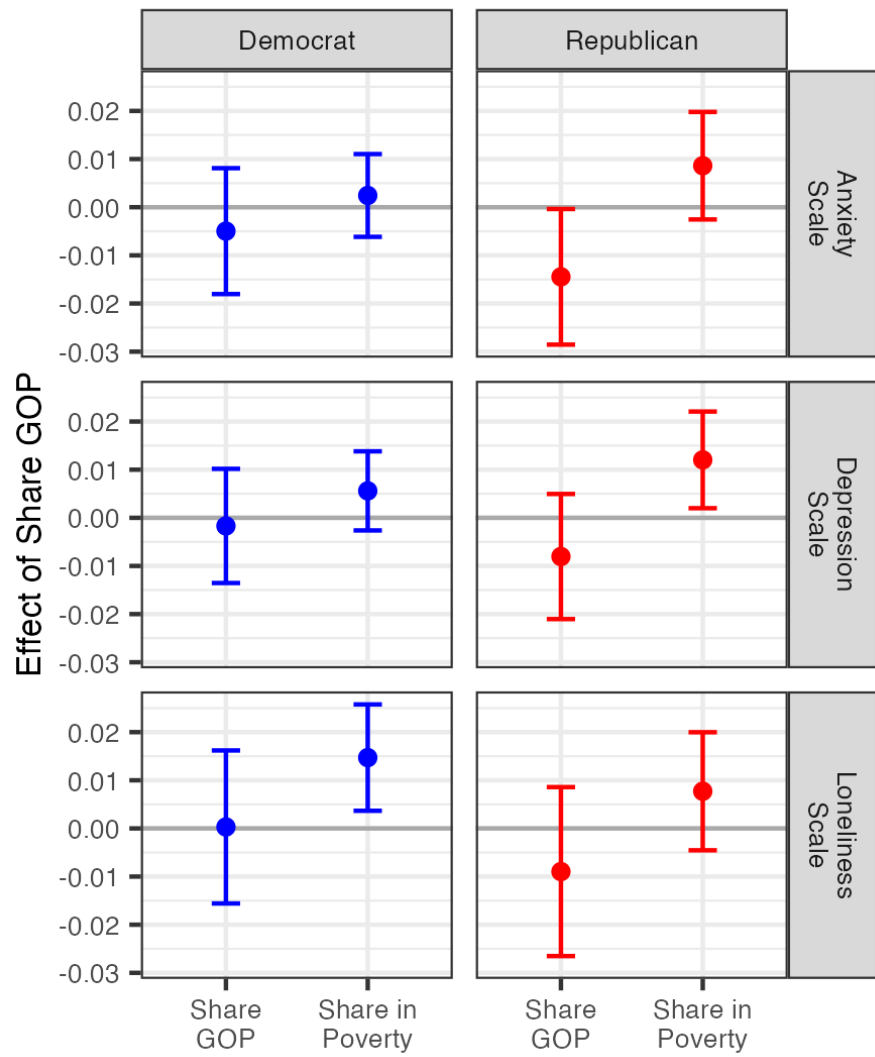 Democrat
Republican
Effect of Share GOP
0.02
0.01
0.00
-0.01
-0.02
-0.03
Anxiety
Scale
0.02
0.01
0.00
-0.01
-0.02
-0.03
Depression
Scale
0.02
0.01
0.00
-0.01
-0.02
-0.03
Loneliness
Scale
Share
GOP
Share in
Poverty
Share
GOP
Share in
Poverty